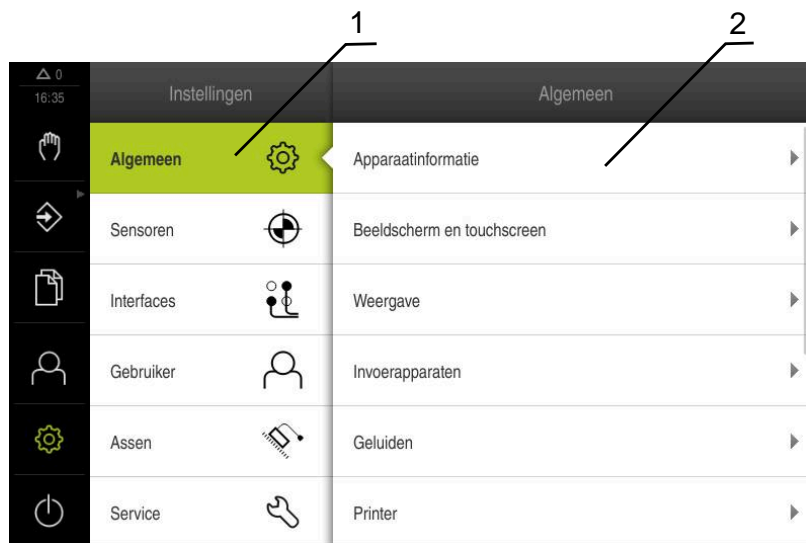 1
2
△ 0
16:35
Instellingen
Algemeen
Algemeen
Apparaatinformatie
Sensoren
Beeldscherm en touchscreen
Interfaces
Weergave
Gebruiker
Invoerapparaten
Assen
Geluiden
Service
Printer